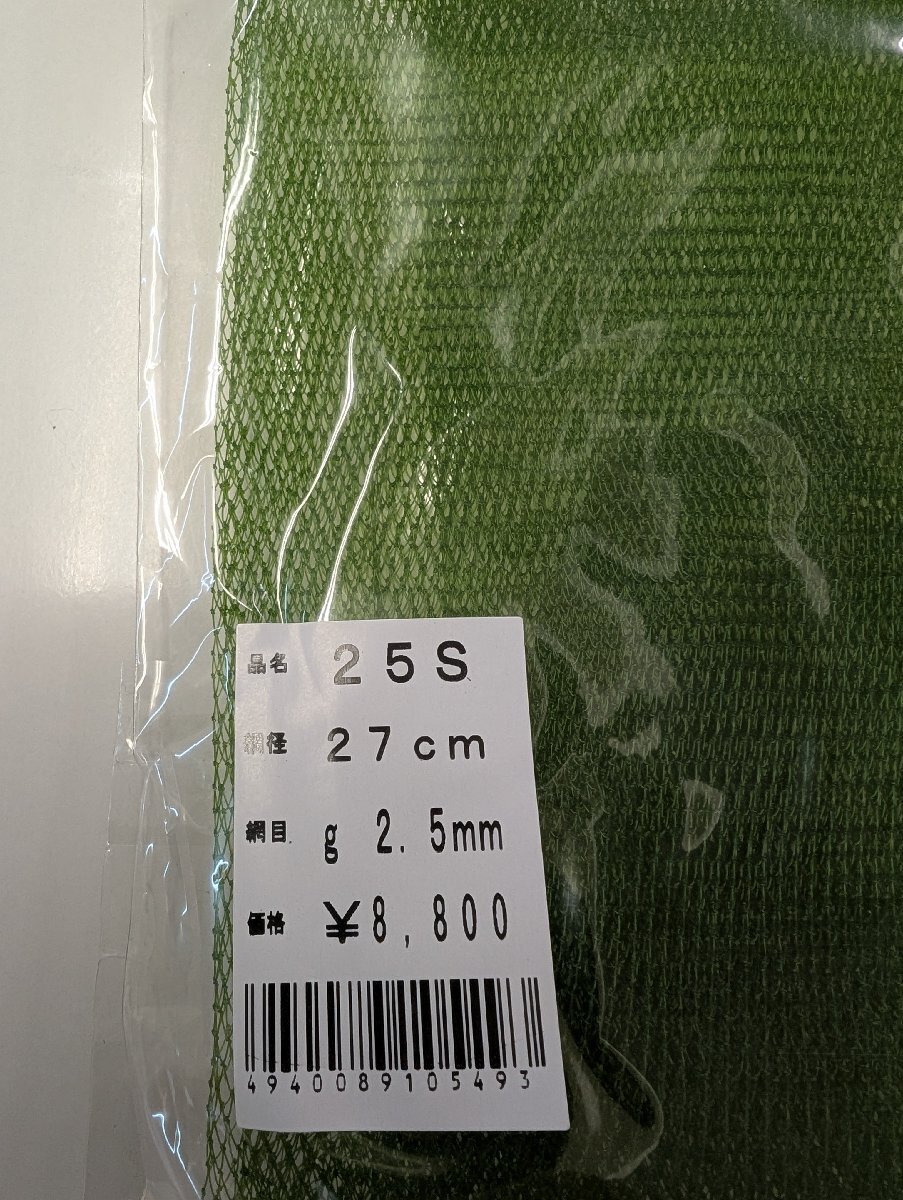 品名 25S
網径 27cm
網目 g 2.5mm
価格 ¥8,800
4940089105493